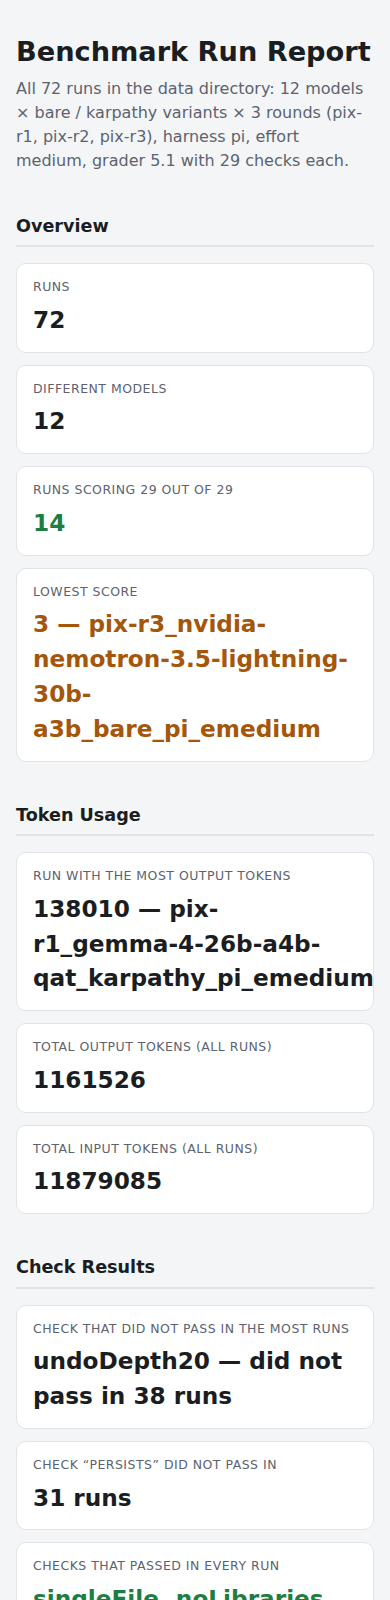 Benchmark Run Report
All 72 runs in the data directory: 12 models
× bare / karpathy variants × 3 rounds (pix-
r1, pix-r2, pix-r3), harness pi, effort
medium, grader 5.1 with 29 checks each.
Overview
RUNS
72
DIFFERENT MODELS
12
RUNS SCORING 29 OUT OF 29
14
LOWEST SCORE
3 — pix-r3_nvidia-
nemotron-3.5-lightning-
30b-
a3b_bare_pi_emedium
Token Usage
RUN WITH THE MOST OUTPUT TOKENS
138010 — pix-
r1_gemma-4-26b-a4b-
qat_karpathy_pi_emedium
TOTAL OUTPUT TOKENS (ALL RUNS)
1161526
TOTAL INPUT TOKENS (ALL RUNS)
11879085
Check Results
CHECK THAT DID NOT PASS IN THE MOST RUNS
undoDepth20 — did not
pass in 38 runs
CHECK “PERSISTS” DID NOT PASS IN
31 runs
CHECKS THAT PASSED IN EVERY RUN
singleFile, noLibraries